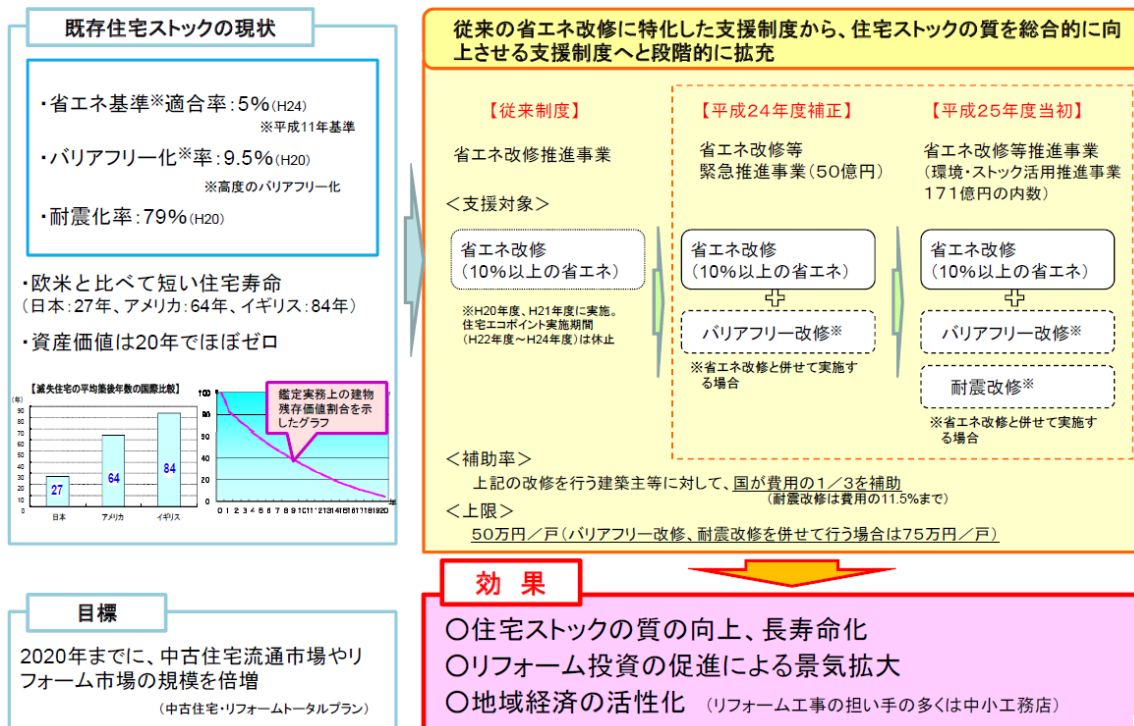 既存住宅ストックの現状
・省エネ基準※適合率：5%(H24)
※平成11年基準
・バリアフリー化※率：9.5%(H20)
※高度のバリアフリー化
・耐震化率：79%(H20)
・欧米と比べて短い住宅寿命
（日本：27年、アメリカ：64年、イギリス：84年）
・資産価値は20年でほぼゼロ
【滅失住宅の平均築後年数の国際比較】
(年)
90
80
70
60
50
40
30
20
10
0
27
64
84
日本
アメリカ
イギリス
鑑定実務上の建物
残存価値割合を示
したグラフ
100
80
60
40
20
0
0 1 2 3 4 5 6 7 8 9 1011121314151617181920
年
目標
2020年までに、中古住宅流通市場やリ
フォーム市場の規模を倍増
（中古住宅・リフォームトータルプラン）
従来の省エネ改修に特化した支援制度から、住宅ストックの質を総合的に向
上させる支援制度へと段階的に拡充
【従来制度】
省エネ改修推進事業
＜支援対象＞
省エネ改修
（10％以上の省エネ）
※H20年度、H21年度に実施。
住宅エコポイント実施期間
（H22年度～H24年度）は休止
【平成24年度補正】
省エネ改修等
緊急推進事業（50億円）
省エネ改修
（10％以上の省エネ）
＋
バリアフリー改修※
※省エネ改修と併せて実施す
る場合
【平成25年度当初】
省エネ改修等推進事業
（環境・ストック活用推進事業
171億円の内数）
省エネ改修
（10％以上の省エネ）
＋
バリアフリー改修※
耐震改修※
※省エネ改修と併せて実施す
る場合
＜補助率＞
上記の改修を行う建築主等に対して、国が費用の1／3を補助
（耐震改修は費用の11.5%まで）
＜上限＞
50万円／戸（バリアフリー改修、耐震改修を併せて行う場合は75万円／戸）
効 果
○住宅ストックの質の向上、長寿命化
○リフォーム投資の促進による景気拡大
○地域経済の活性化 （リフォーム工事の担い手の多くは中小工務店）